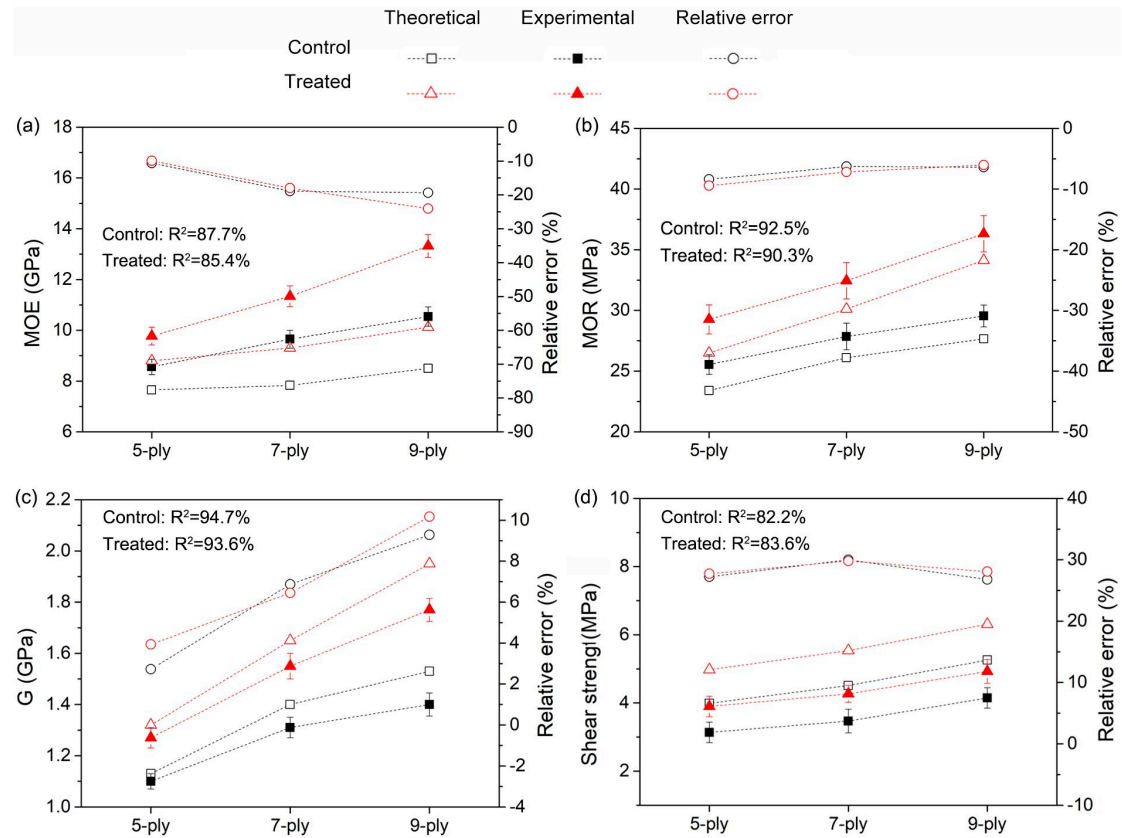 Theoretical Experimental Relative error
Control
Treated
(a)
18
16
14
12
10
8
6
MOE (GPa)
Control: R²=87.7%
Treated: R²=85.4%
0
-10
-20
-30
-40
-50
-60
-70
-80
-90
Relative error (%)
5-ply 7-ply 9-ply
(b)
45
40
35
30
25
20
MOR (MPa)
Control: R²=92.5%
Treated: R²=90.3%
0
-10
-20
-30
-40
-50
Relative error (%)
5-ply 7-ply 9-ply
(c)
2.2
2.0
1.8
1.6
1.4
1.2
1.0
G (GPa)
Control: R²=94.7%
Treated: R²=93.6%
10
8
6
4
2
0
-2
-4
Relative error (%)
5-ply 7-ply 9-ply
(d)
10
8
6
4
2
(MPa)
Shear
Control: R²=82.2%
Treated: R²=83.6%
40
30
20
10
0
-10
Relative error (%)
5-ply 7-ply 9-ply